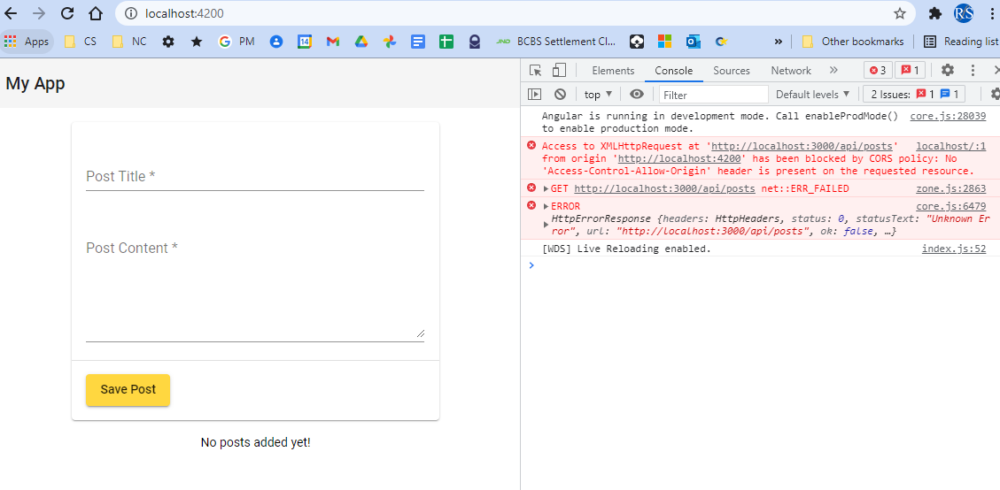 localhost:4200
RS
Apps CS NC PM 14 BCBS Settlement Cl... » Other bookmarks Reading list
My App
Elements Console Sources Network » 3 1
top ▼ Filter Default levels ▼ 2 Issues: 1 1
Angular is running in development mode. Call enableProdMode() core.js:28039
to enable production mode.
Access to XMLHttpRequest at 'http://localhost:3000/api/posts' localhost/:1
from origin 'http://localhost:4200' has been blocked by CORS policy: No
'Access-Control-Allow-Origin' header is present on the requested resource.
GET http://localhost:3000/api/posts net::ERR_FAILED zone.js:2863
ERROR core.js:6479
HttpErrorResponse {headers: HttpHeaders, status: 0, statusText: "Unknown Er
ror", url: "http://localhost:3000/api/posts", ok: false, …}
[WDS] Live Reloading enabled. index.js:52
Post Title *
Post Content *
Save Post
No posts added yet!